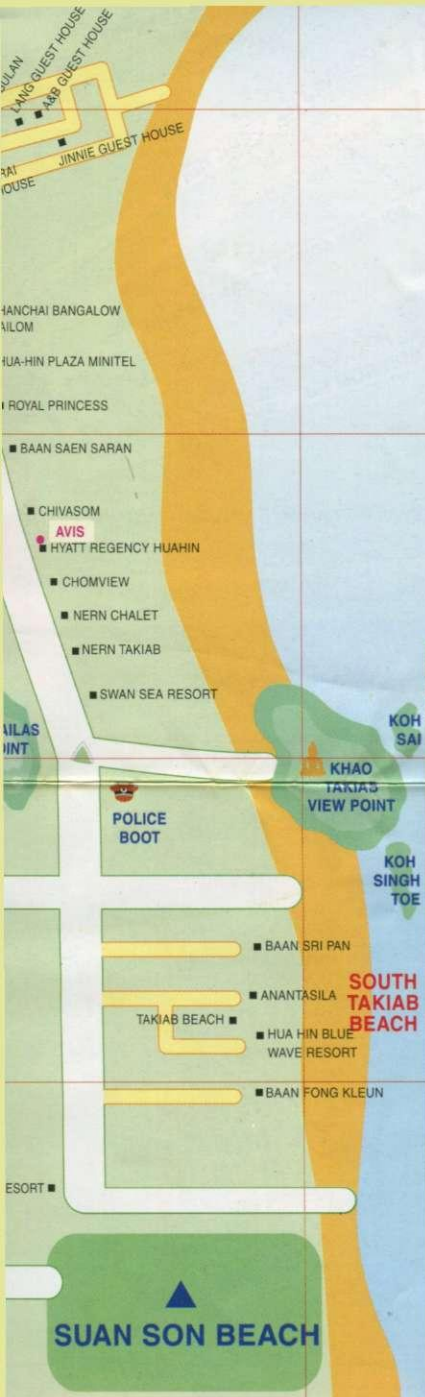 LANG GUEST HOUSE
A&B GUEST HOUSE
JINNIE GUEST HOUSE
BANGALOW
HUA-HIN PLAZA MINITEL
ROYAL PRINCESS
BAAN SAEN SARAN
CHIVASOM
AVIS
HYATT REGENCY HUAHIN
CHOMVIEW
NERN CHALET
NERN TAKIAB
SWAN SEA RESORT
KOH
SAI
KHAO
TAKIAB
VIEW POINT
POLICE
BOOT
KOH
SINGH
TOE
BAAN SRI PAN
SOUTH
TAKIAB
BEACH
ANANTASILA
TAKIAB BEACH
HUA HIN BLUE
WAVE RESORT
BAAN FONG KLEUN
ESORT
SUAN SON BEACH